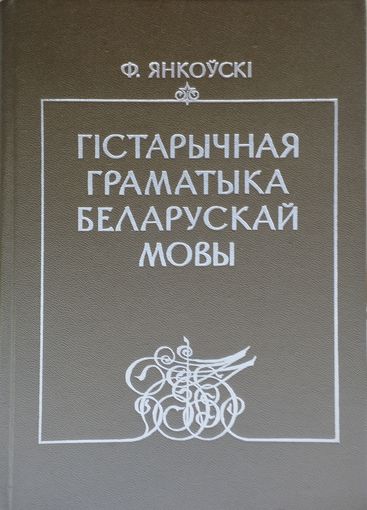 Ф. ЯНКОЎСКІ
ГІСТАРЫЧНАЯ
ГРАМАТЫКА
БЕЛАРУСКАЙ
МОВЫ